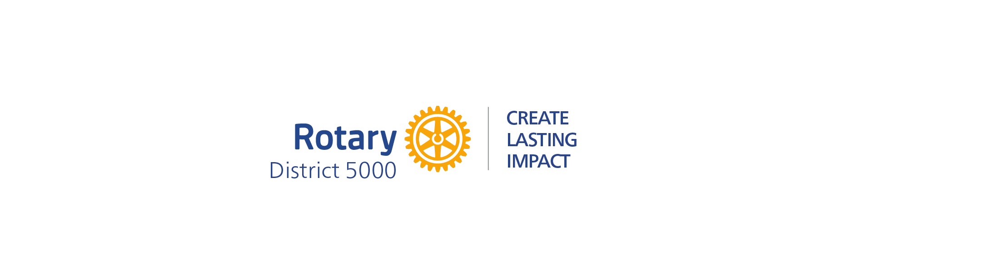 Rotary
District 5000
CREATE
LASTING
IMPACT